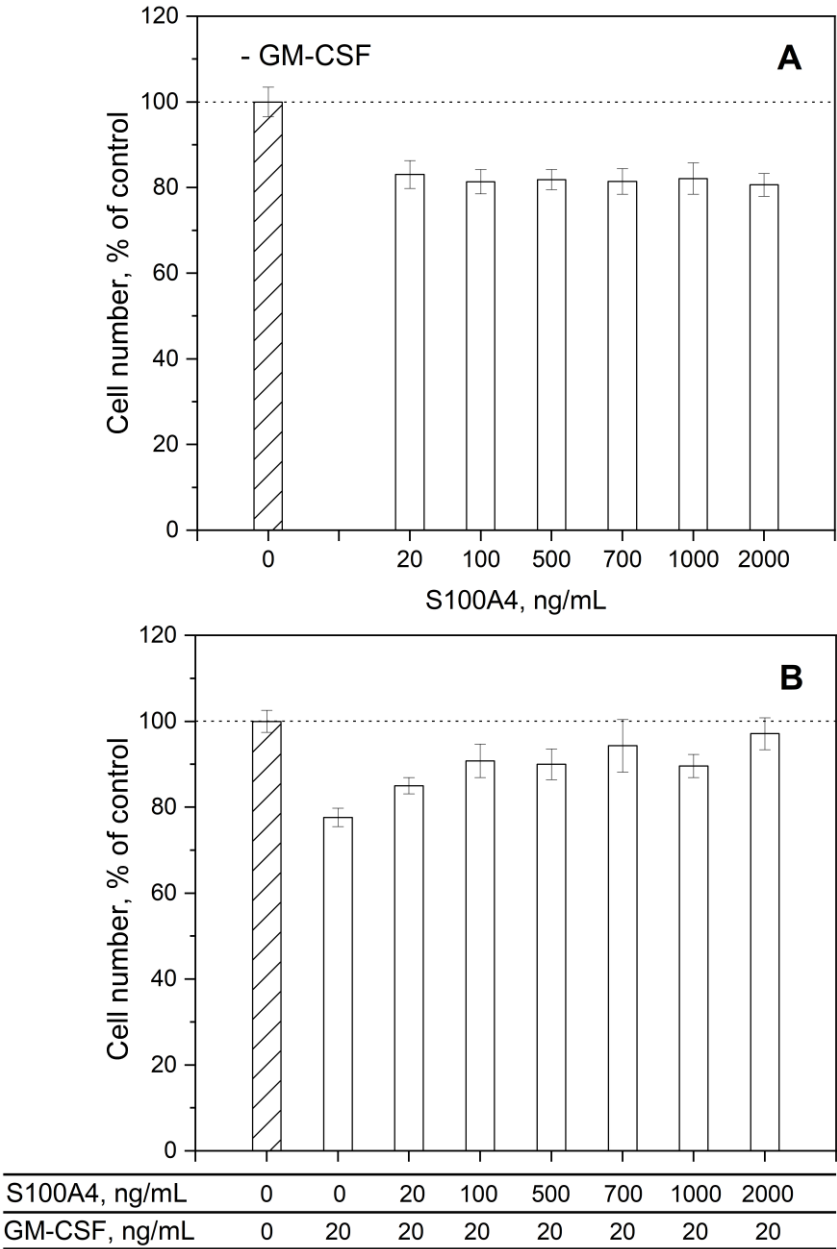 120
- GM-CSF
A
100
80
60
40
20
0
Cell number, % of control
0 20 100 500 700 1000 2000
S100A4, ng/mL
120
B
100
80
60
40
20
0
Cell number, % of control
S100A4, ng/mL 0 0 20 100 500 700 1000 2000
GM-CSF, ng/mL 0 20 20 20 20 20 20 20